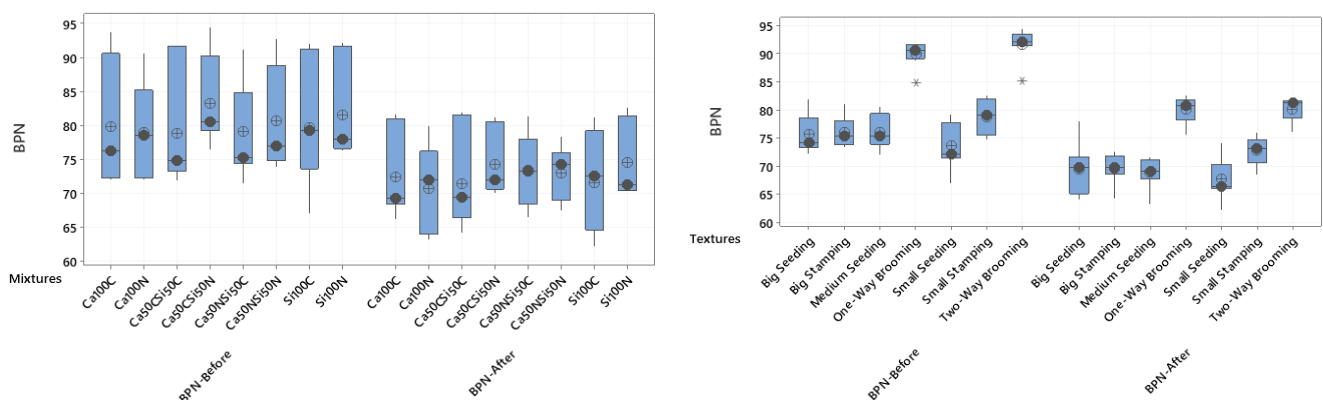 BPN
95
90
85
80
75
70
65
60
Mixtures
Ca100C
Ca100N
Ca50CSi50C
Ca50CSi50N
Ca50NSi50C
Ca50NSi50N
Si100C
Si100N
Ca100C
Ca100N
Ca50CSi50C
Ca50CSi50N
Ca50NSi50C
Ca50NSi50N
Si100C
Si100N
BPN-Before
BPN-After
BPN
95
90
85
80
75
70
65
60
Textures
Big Seeding
Big Stamping
Medium Seeding
One-Way Brooming
Small Seeding
Small Stamping
Two-Way Brooming
Big Seeding
Big Stamping
Medium Seeding
One-Way Brooming
Small Seeding
Small Stamping
Two-Way Brooming
BPN-Before
BPN-After